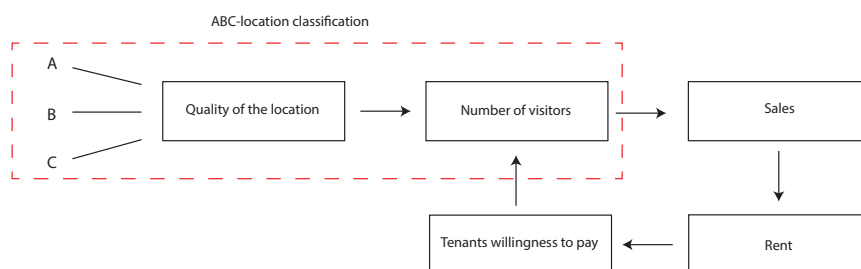 ABC-location classification
A
B
C
Quality of the location
Number of visitors
Sales
Tenants willingness to pay
Rent